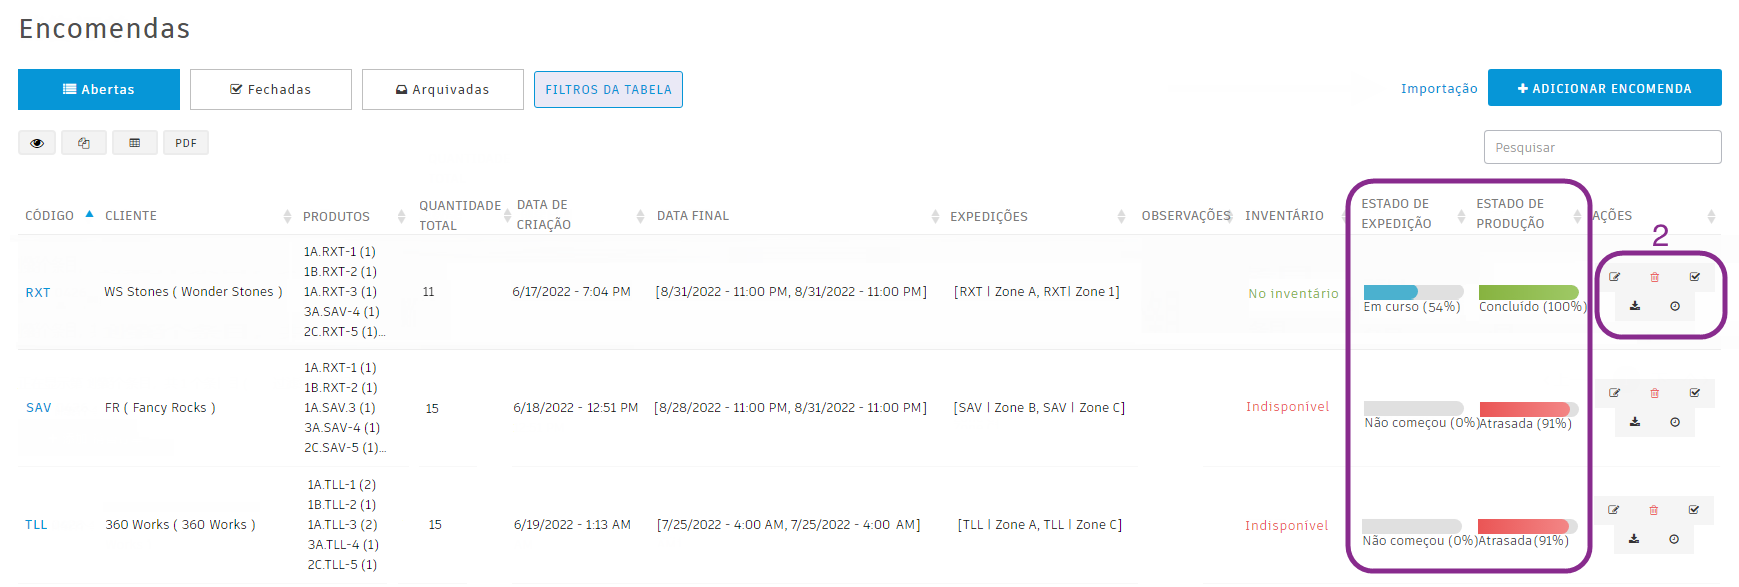 Encomendas
Abertas
Fechadas
Arquivadas
FILTROS DA TABELA
Importação
ADICIONAR ENCOMENDA
PDF
Pesquisar
CÓDIGO
CLIENTE
PRODUTOS
QUANTIDADE
TOTAL
DATA DE
CRIAÇÃO
DATA FINAL
EXPEDIÇÕES
OBSERVAÇÕES
INVENTÁRIO
ESTADO DE
EXPEDIÇÃO
ESTADO DE
PRODUÇÃO
AÇÕES
2
RXT
WS Stones ( Wonder Stones )
1A.RXT-1 (1)
1B.RXT-2 (1)
1A.RXT-3 (1)
3A.SAV-4 (1)
2C.RXT-5 (1)...
11
6/17/2022 - 7:04 PM
[8/31/2022 - 11:00 PM, 8/31/2022 - 11:00 PM]
[RXT | Zone A, RXT| Zone 1]
No inventário
Em curso (54%)
Concluído (100%)
SAV
FR ( Fancy Rocks )
1A.RXT-1 (1)
1B.RXT-2 (1)
1A.SAV.3 (1)
3A.SAV-4 (1)
2C.SAV-5 (1)...
15
6/18/2022 - 12:51 PM
[8/28/2022 - 11:00 PM, 8/31/2022 - 11:00 PM]
[SAV | Zone B, SAV | Zone C]
Indisponível
Não começou (0%)
Atrasada (91%)
TLL
360 Works ( 360 Works )
1A.TLL-1 (2)
1B.TLL-2 (1)
1A.TLL-3 (2)
3A.TLL-4 (1)
2C.TLL-5 (1)
15
6/19/2022 - 1:13 AM
[7/25/2022 - 4:00 AM, 7/25/2022 - 4:00 AM]
[TLL | Zone A, TLL | Zone C]
Indisponível
Não começou (0%)
Atrasada (91%)